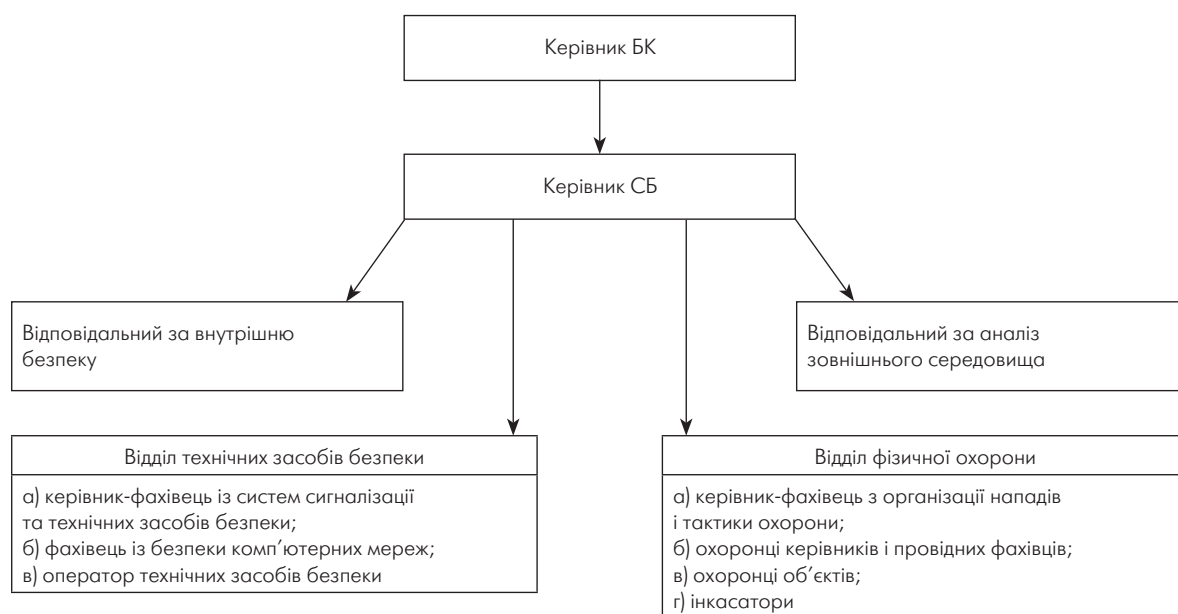 Керівник БК
Керівник СБ
Відповідальний за внутрішню
безпеку
Відповідальний за аналіз
зовнішнього середовища
Відділ технічних засобів безпеки
а) керівник-фахівець із систем сигналізації
та технічних засобів безпеки;
б) фахівець із безпеки комп’ютерних мереж;
в) оператор технічних засобів безпеки
Відділ фізичної охорони
а) керівник-фахівець з організації нападів
і тактики охорони;
б) охоронці керівників і провідних фахівців;
в) охоронці об’єктів;
г) інкасатори